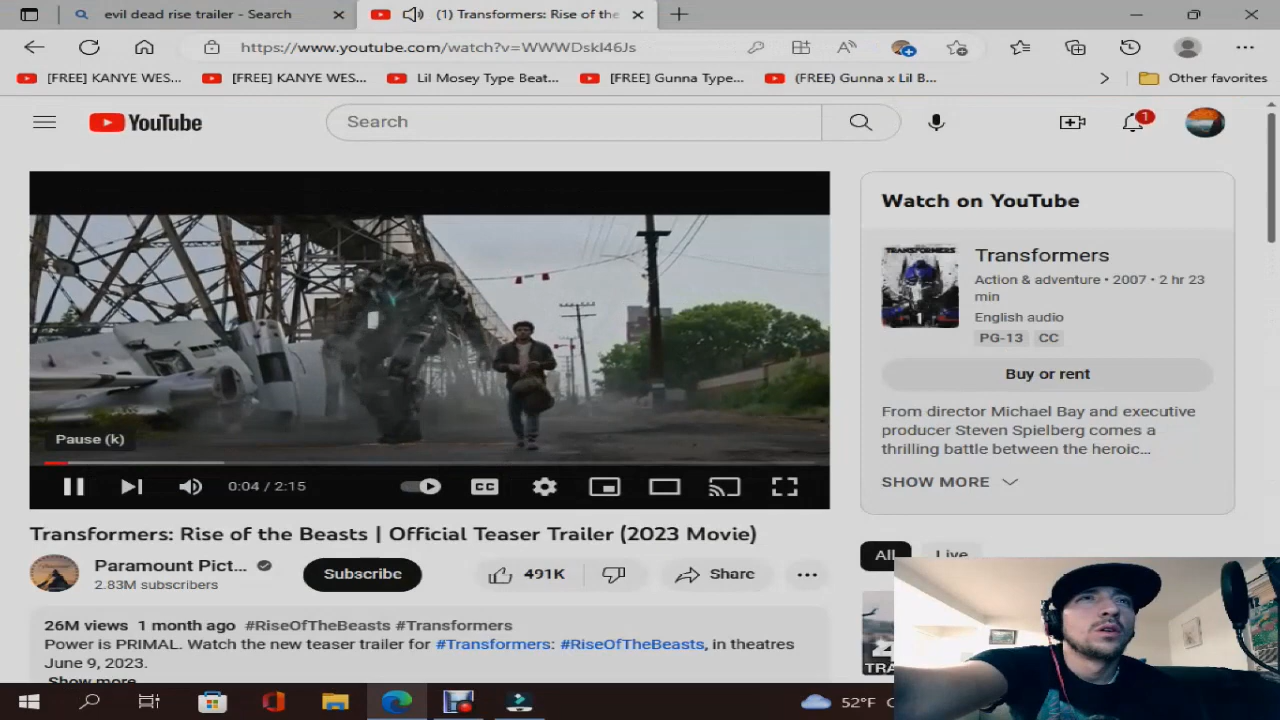 evil dead rise trailer - Search
(1) Transformers: Rise of the
https://www.youtube.com/watch?v=WWWDskI46Js
[FREE] KANYE WES...
[FREE] KANYE WES...
Lil Mosey Type Beat...
[FREE] Gunna Type...
(FREE) Gunna x Lil B...
Other favorites
YouTube
Search
1
Watch on YouTube
TRANSFORMERS
Transformers
Action & adventure • 2007 • 2 hr 23
min
English audio
PG-13 CC
Buy or rent
From director Michael Bay and executive
producer Steven Spielberg comes a
thrilling battle between the heroic...
SHOW MORE
Pause (k)
0:04 / 2:15
CC
Transformers: Rise of the Beasts | Official Teaser Trailer (2023 Movie)
Paramount Pict...
2.83M subscribers
Subscribe
491K
Share
All
Live
26M views 1 month ago #RiseOfTheBeasts #Transformers
Power is PRIMAL. Watch the new teaser trailer for #Transformers: #RiseOfTheBeasts, in theatres
June 9, 2023.
Show more
TRA
52°F